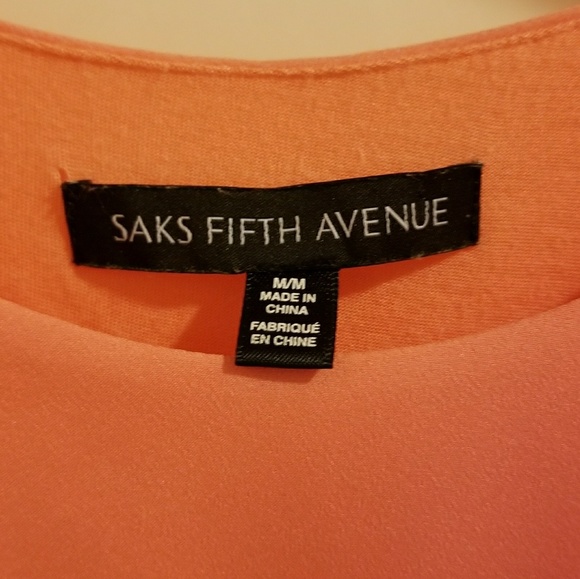 SAKS FIFTH AVENUE
M/M
MADE IN
CHINA
FABRIQUÉ
EN CHINE